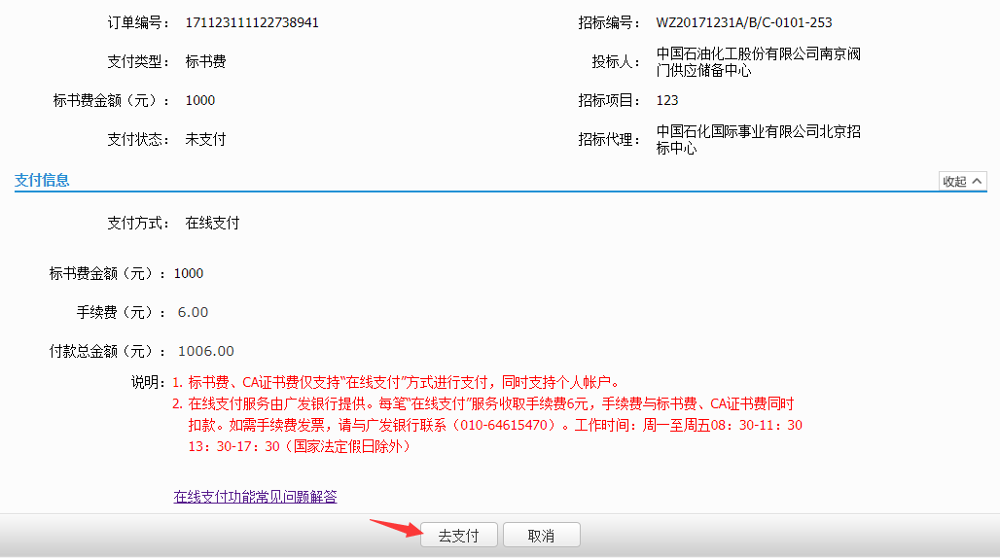 订单编号： 171123111122738941 招标编号： WZ20171231A/B/C-0101-253
支付类型： 标书费 投标人： 中国石油化工股份有限公司南京阀
门供应储备中心
标书费金额（元）： 1000 招标项目： 123
支付状态： 未支付 招标代理： 中国石化国际事业有限公司北京招
标中心
支付信息 收起
支付方式： 在线支付
标书费金额（元）： 1000
手续费（元）： 6.00
付款总金额（元）： 1006.00
说明： 1. 标书费、CA证书费仅支持“在线支付”方式进行支付，同时支持个人帐户。
2. 在线支付服务由广发银行提供。每笔“在线支付”服务收取手续费6元，手续费与标书费、CA证书费同时
扣款。如需手续费发票，请与广发银行联系（010-64615470）。工作时间：周一至周五08：30-11：30
13：30-17：30（国家法定假日除外）
在线支付功能常见问题解答
去支付 取消